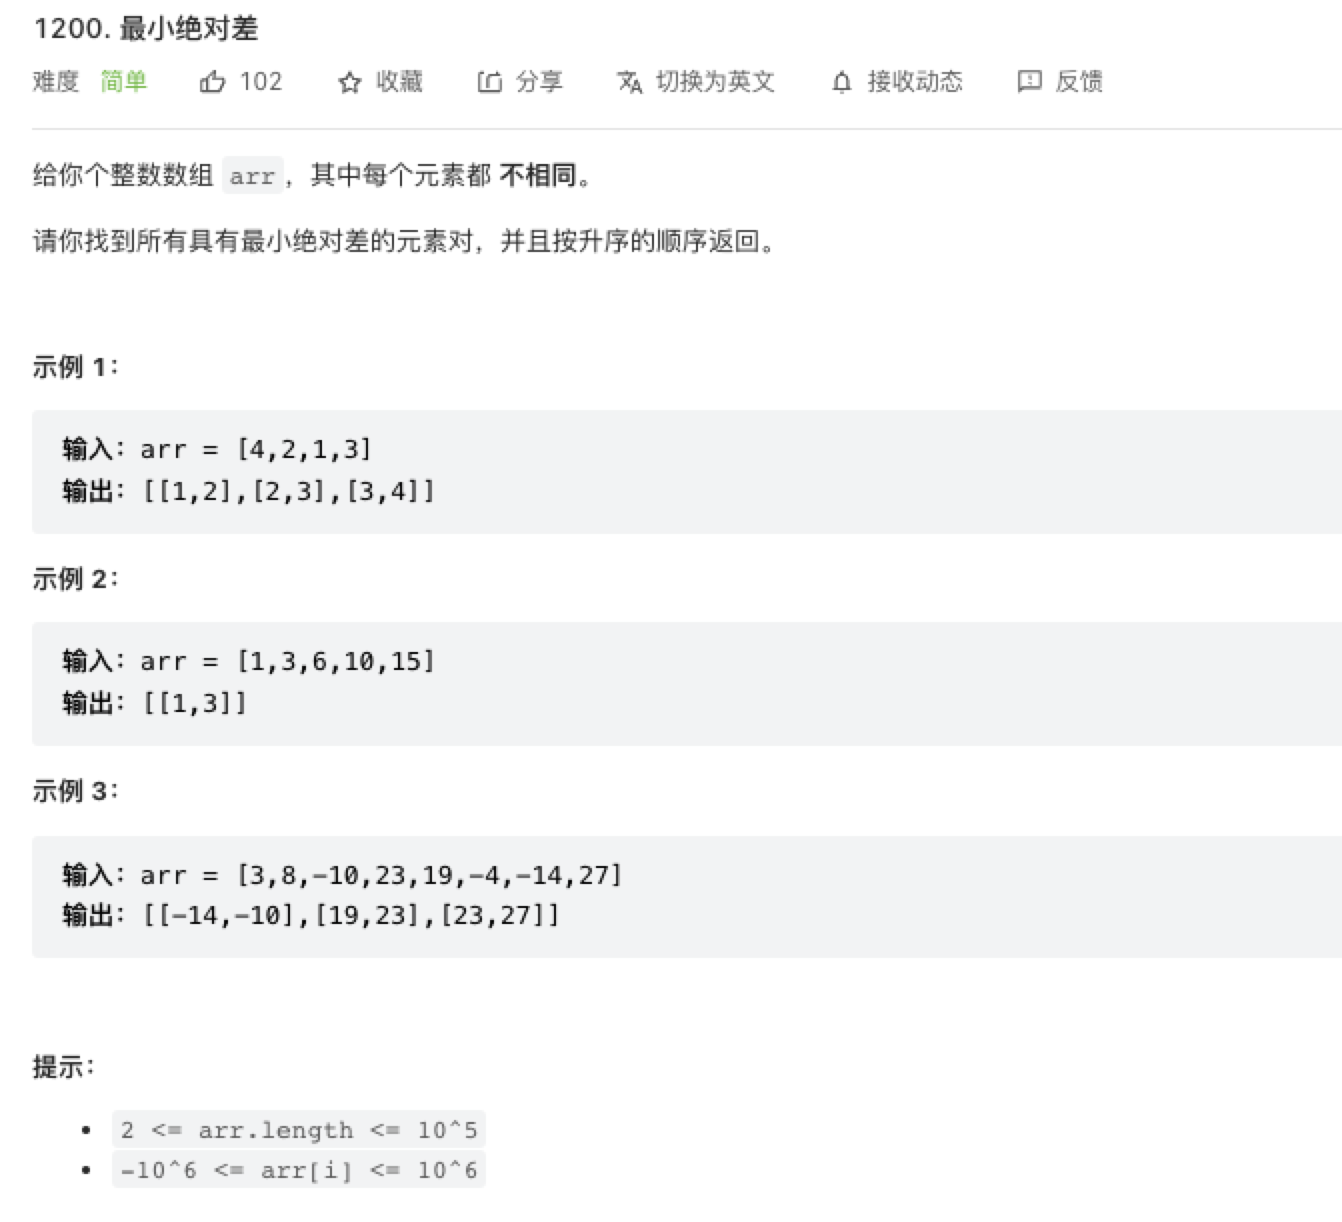 1200. 最小绝对差
难度 简单 102 收藏 分享 切换为英文 接收动态 反馈
给你个整数数组 arr，其中每个元素都 不相同。
请你找到所有具有最小绝对差的元素对，并且按升序的顺序返回。
示例 1：
输入：arr = [4,2,1,3]
输出：[[1,2],[2,3],[3,4]]
示例 2：
输入：arr = [1,3,6,10,15]
输出：[[1,3]]
示例 3：
输入：arr = [3,8,-10,23,19,-4,-14,27]
输出：[[-14,-10],[19,23],[23,27]]
提示：
• 2 <= arr.length <= 10^5
• -10^6 <= arr[i] <= 10^6